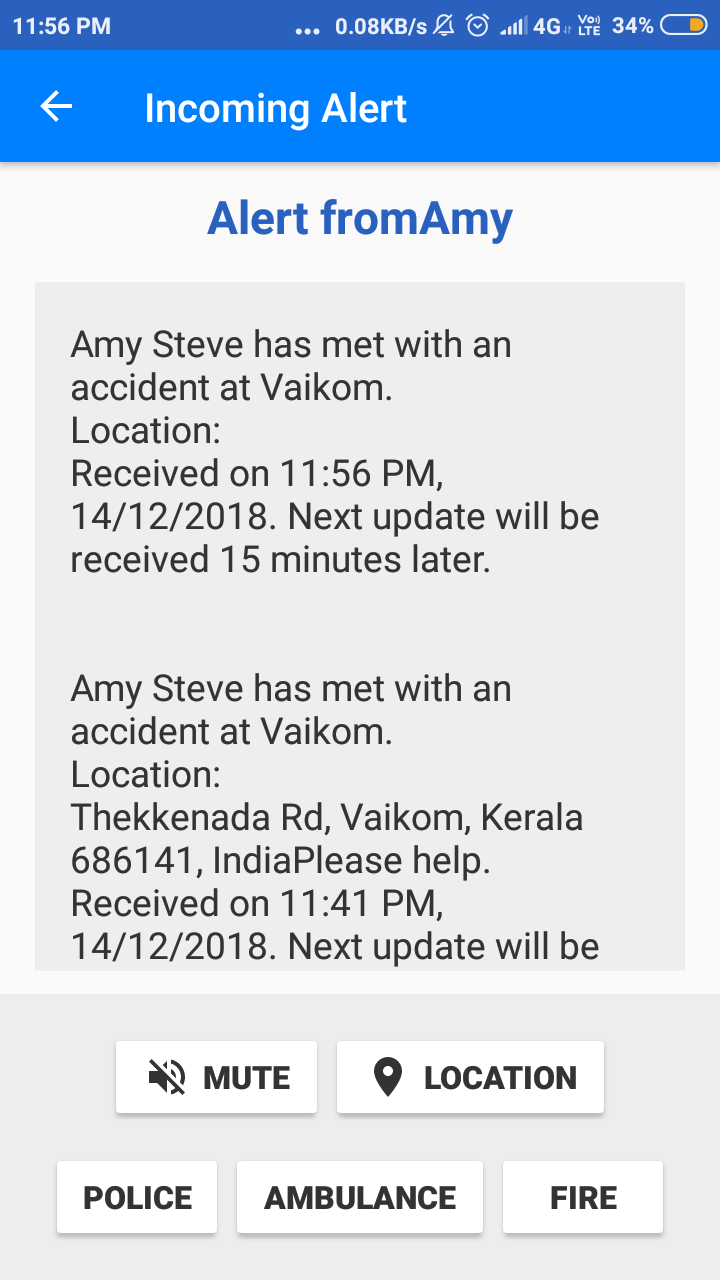 11:56 PM ... 0.08KB/s 4G VoLTE 34%
Incoming Alert
Alert fromAmy
Amy Steve has met with an
accident at Vaikom.
Location:
Received on 11:56 PM,
14/12/2018. Next update will be
received 15 minutes later.
Amy Steve has met with an
accident at Vaikom.
Location:
Thekkenada Rd, Vaikom, Kerala
686141, IndiaPlease help.
Received on 11:41 PM,
14/12/2018. Next update will be
MUTE LOCATION
POLICE AMBULANCE FIRE